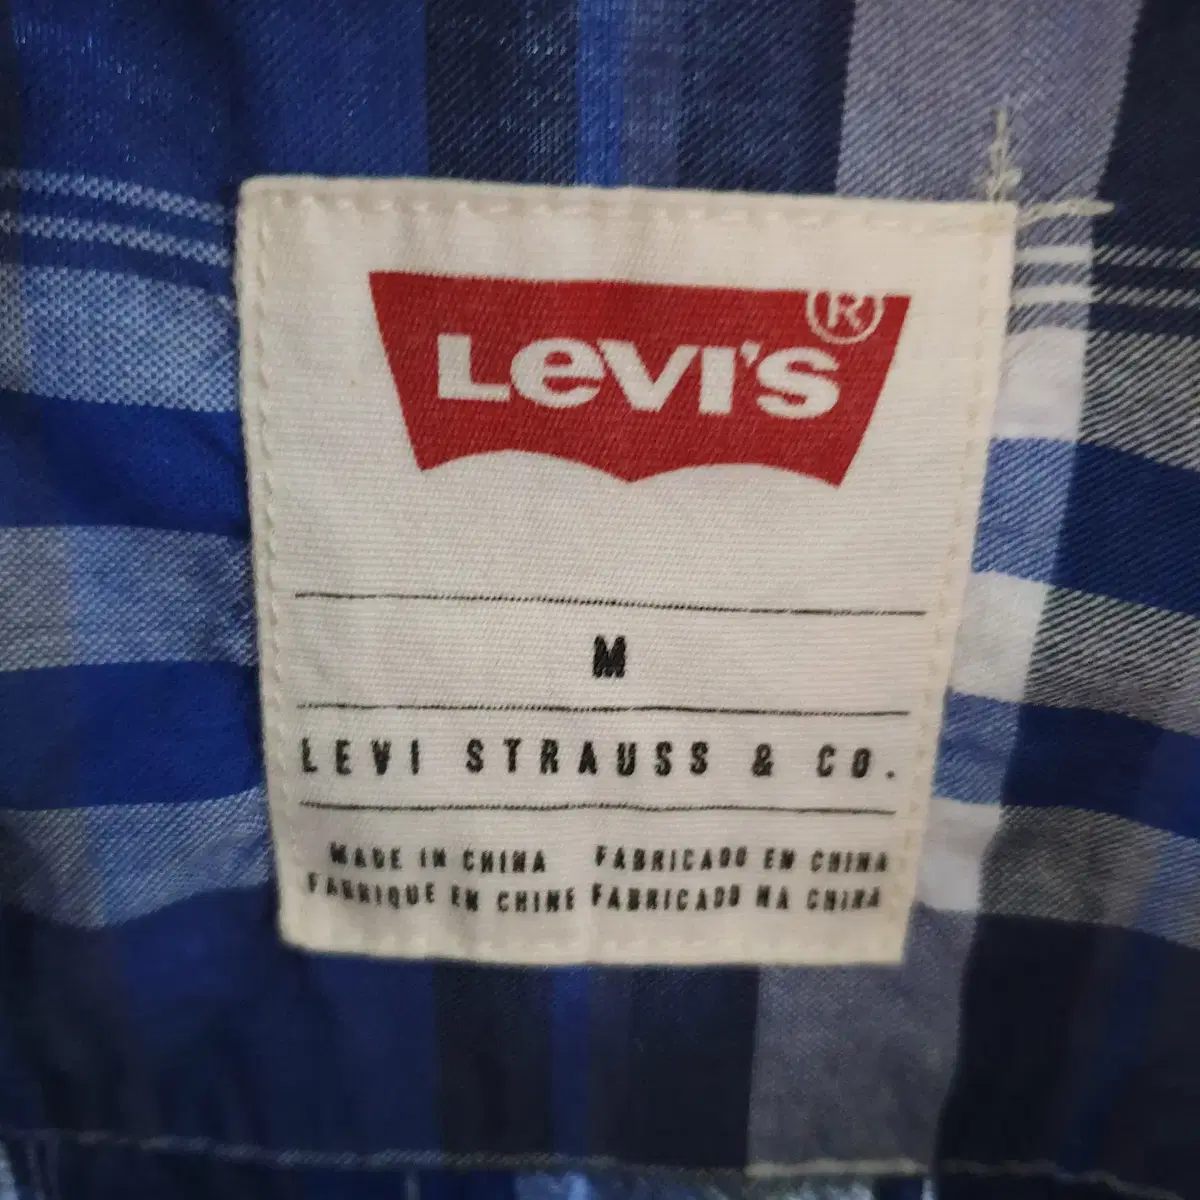 LEVI'S ®
M
LEVI STRAUSS & CO.
MADE IN CHINA FABRICADO EN CHINA
FABRIQUE EN CHINE FABRICADO NA CHINA